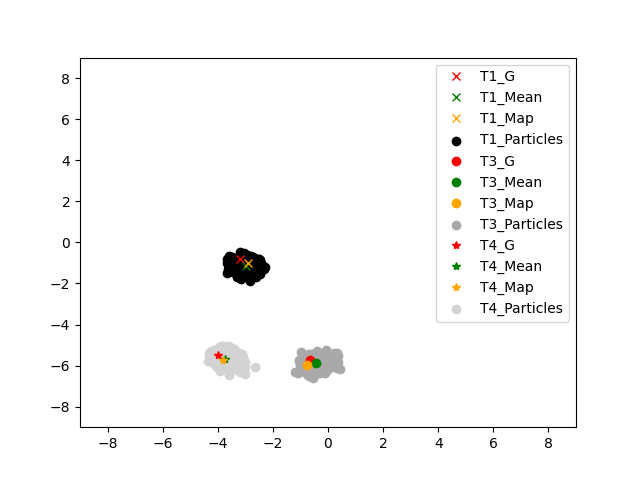 8
6
4
2
0
−2
−4
−6
−8
−8 −6 −4 −2 0 2 4 6 8
T1_G
T1_Mean
T1_Map
T1_Particles
T3_G
T3_Mean
T3_Map
T3_Particles
T4_G
T4_Mean
T4_Map
T4_Particles